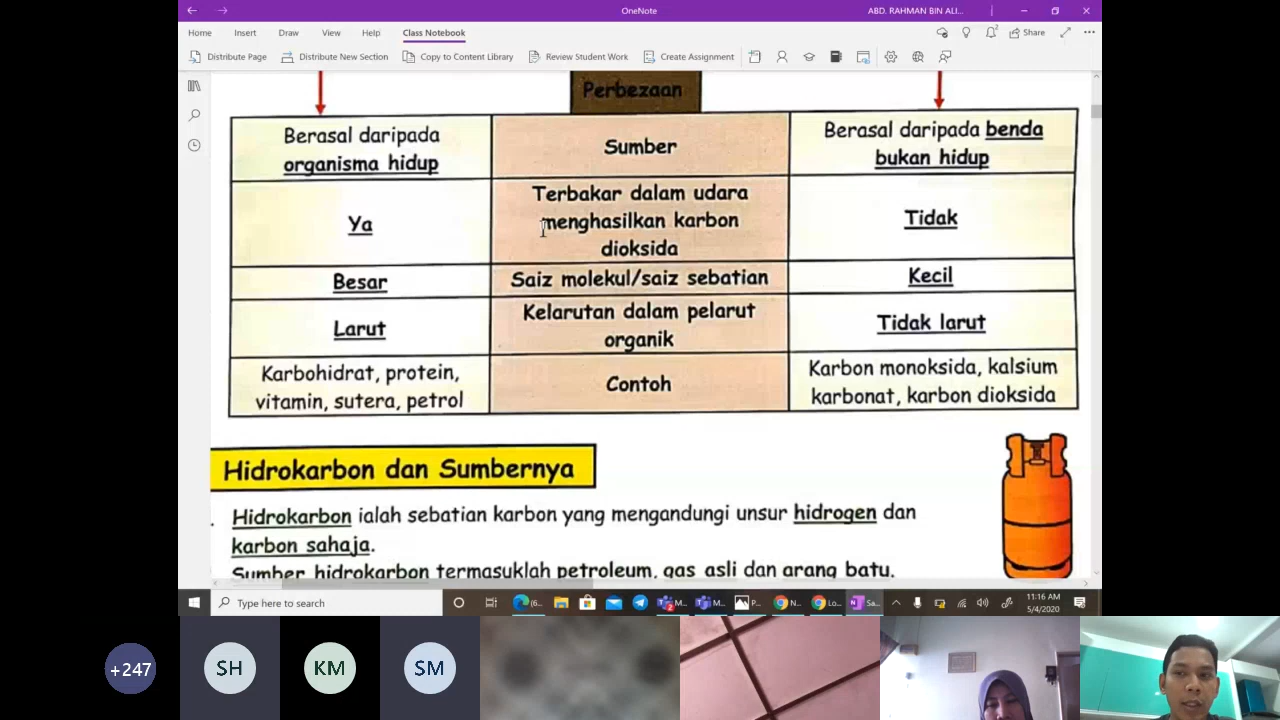 OneNote
ABD. RAHMAN BIN ALI...
Home Insert Draw View Help Class Notebook
Share
Distribute Page Distribute New Section Copy to Content Library Review Student Work Create Assignment
Perbezaan
Berasal daripada
organisma hidup
Sumber
Berasal daripada benda
bukan hidup
Ya
Terbakar dalam udara
menghasilkan karbon
dioksida
Tidak
Besar
Saiz molekul/saiz sebatian
Kecil
Larut
Kelarutan dalam pelarut
organik
Tidak larut
Karbohidrat, protein,
vitamin, sutera, petrol
Contoh
Karbon monoksida, kalsium
karbonat, karbon dioksida
Hidrokarbon dan Sumbernya
. Hidrokarbon ialah sebatian karbon yang mengandungi unsur hidrogen dan
karbon sahaja.
Sumber hidrokarbon termasuklah petroleum, gas asli dan arang batu.
Type here to search
(6... M... M... P... N... Lo... Sa...
11:16 AM
5/4/2020
+247 SH KM SM